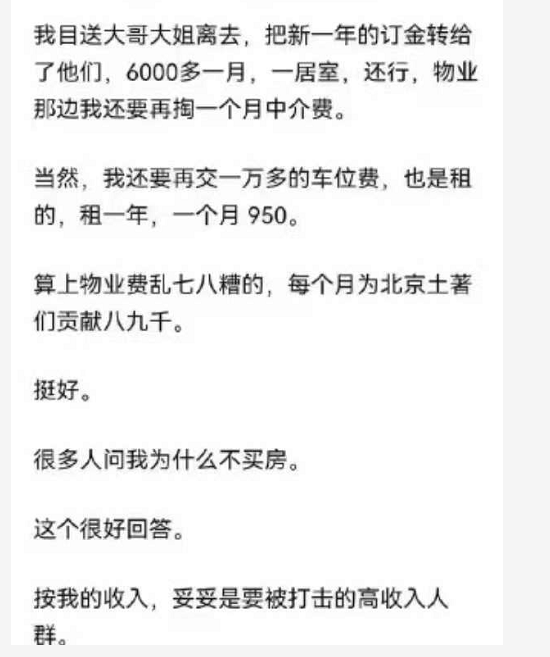 我目送大哥大姐离去，把新一年的订金转给
了他们，6000多一月，一居室，还行，物业
那边我还要再掏一个月中介费。
当然，我还要再交一万多的车位费，也是租
的，租一年，一个月 950。
算上物业费乱七八糟的，每个月为北京土著
们贡献八九千。
挺好。
很多人问我为什么不买房。
这个很好回答。
按我的收入，妥妥是要被打击的高收入人
群。